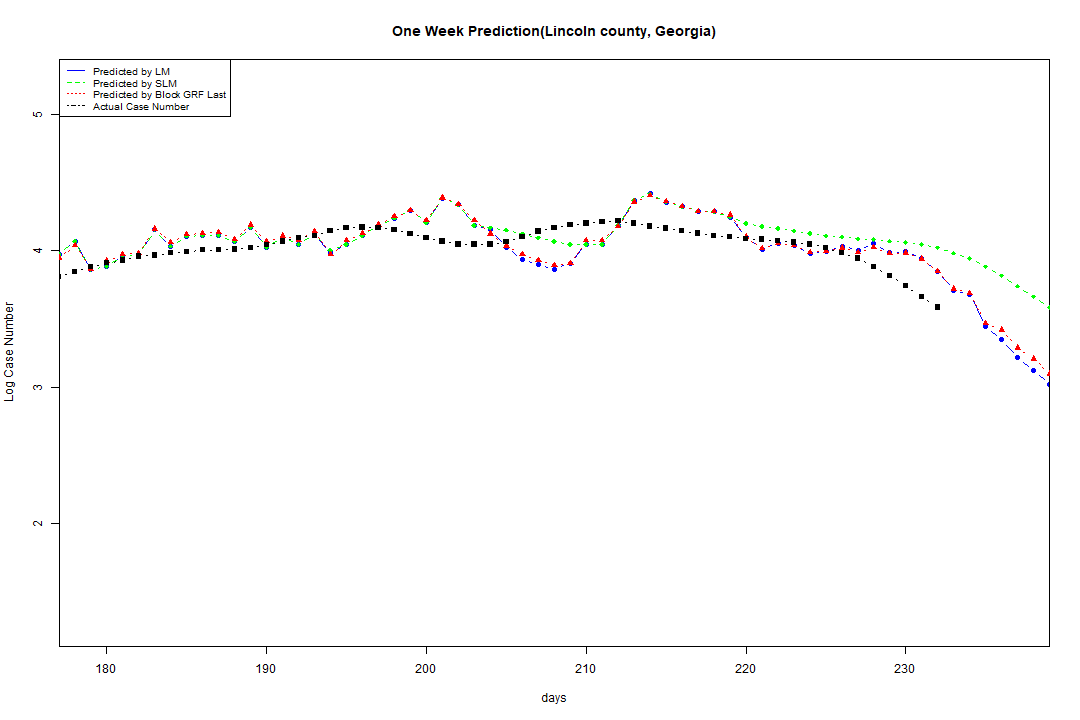 One Week Prediction(Lincoln county, Georgia)
Predicted by LM
Predicted by SLM
Predicted by Block GRF Last
Actual Case Number
Log Case Number
5
4
3
2
180 190 200 210 220 230
days